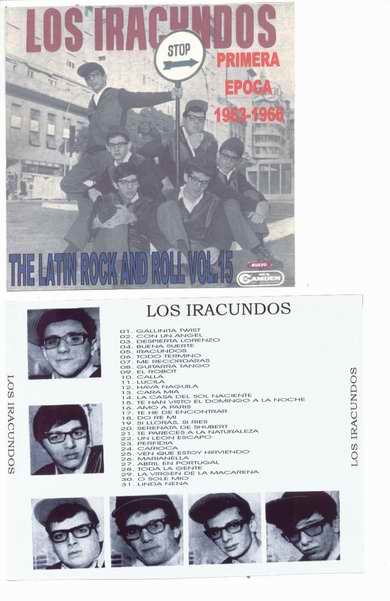 LOS IRACUNDOS
STOP
PRIMERA
EPOCA
1963-1966
THE LATIN ROCK AND ROLL VOL.15
NUEVO
CAMDEN
LOS IRACUNDOS
01. GALLINITA TWIST
02. CON UN ANGEL
03. DESPIERTA LORENZO
04. BUENA SUERTE
05. IRACUNDOS
06. TODO TERMINO
07. ME RECORDARAS
08. GUITARRA TANGO
09. EL ROBOT
10. CALLA
11. LUCILA
12. HAVA NAGUILA
13. CARA MIA
14. LA CASA DEL SOL NACIENTE
15. TE HAN VISTO EL DOMINGO A LA NOCHE
16. AMO A PARIS
17. TE HE DE ENCONTRAR
18. DO RE MI
19. SI LLORAS, SI RIES
20. SERENATA DE SHUBERT
21. TE PARECES A LA NATURALEZA
22. UN LEON ESCAPO
23. PERFIDIA
24. CARIOCA
25. VEN QUE ESTOY HIRVIENDO
26. MARIANELLA
27. ABRIL EN PORTUGAL
28. TODA LA GENTE
29. LA VIRGEN DE LA MACARENA
30. O SOLE MIO
31. LINDA NENA
LOS IRACUNDOS
LOS IRACUNDOS